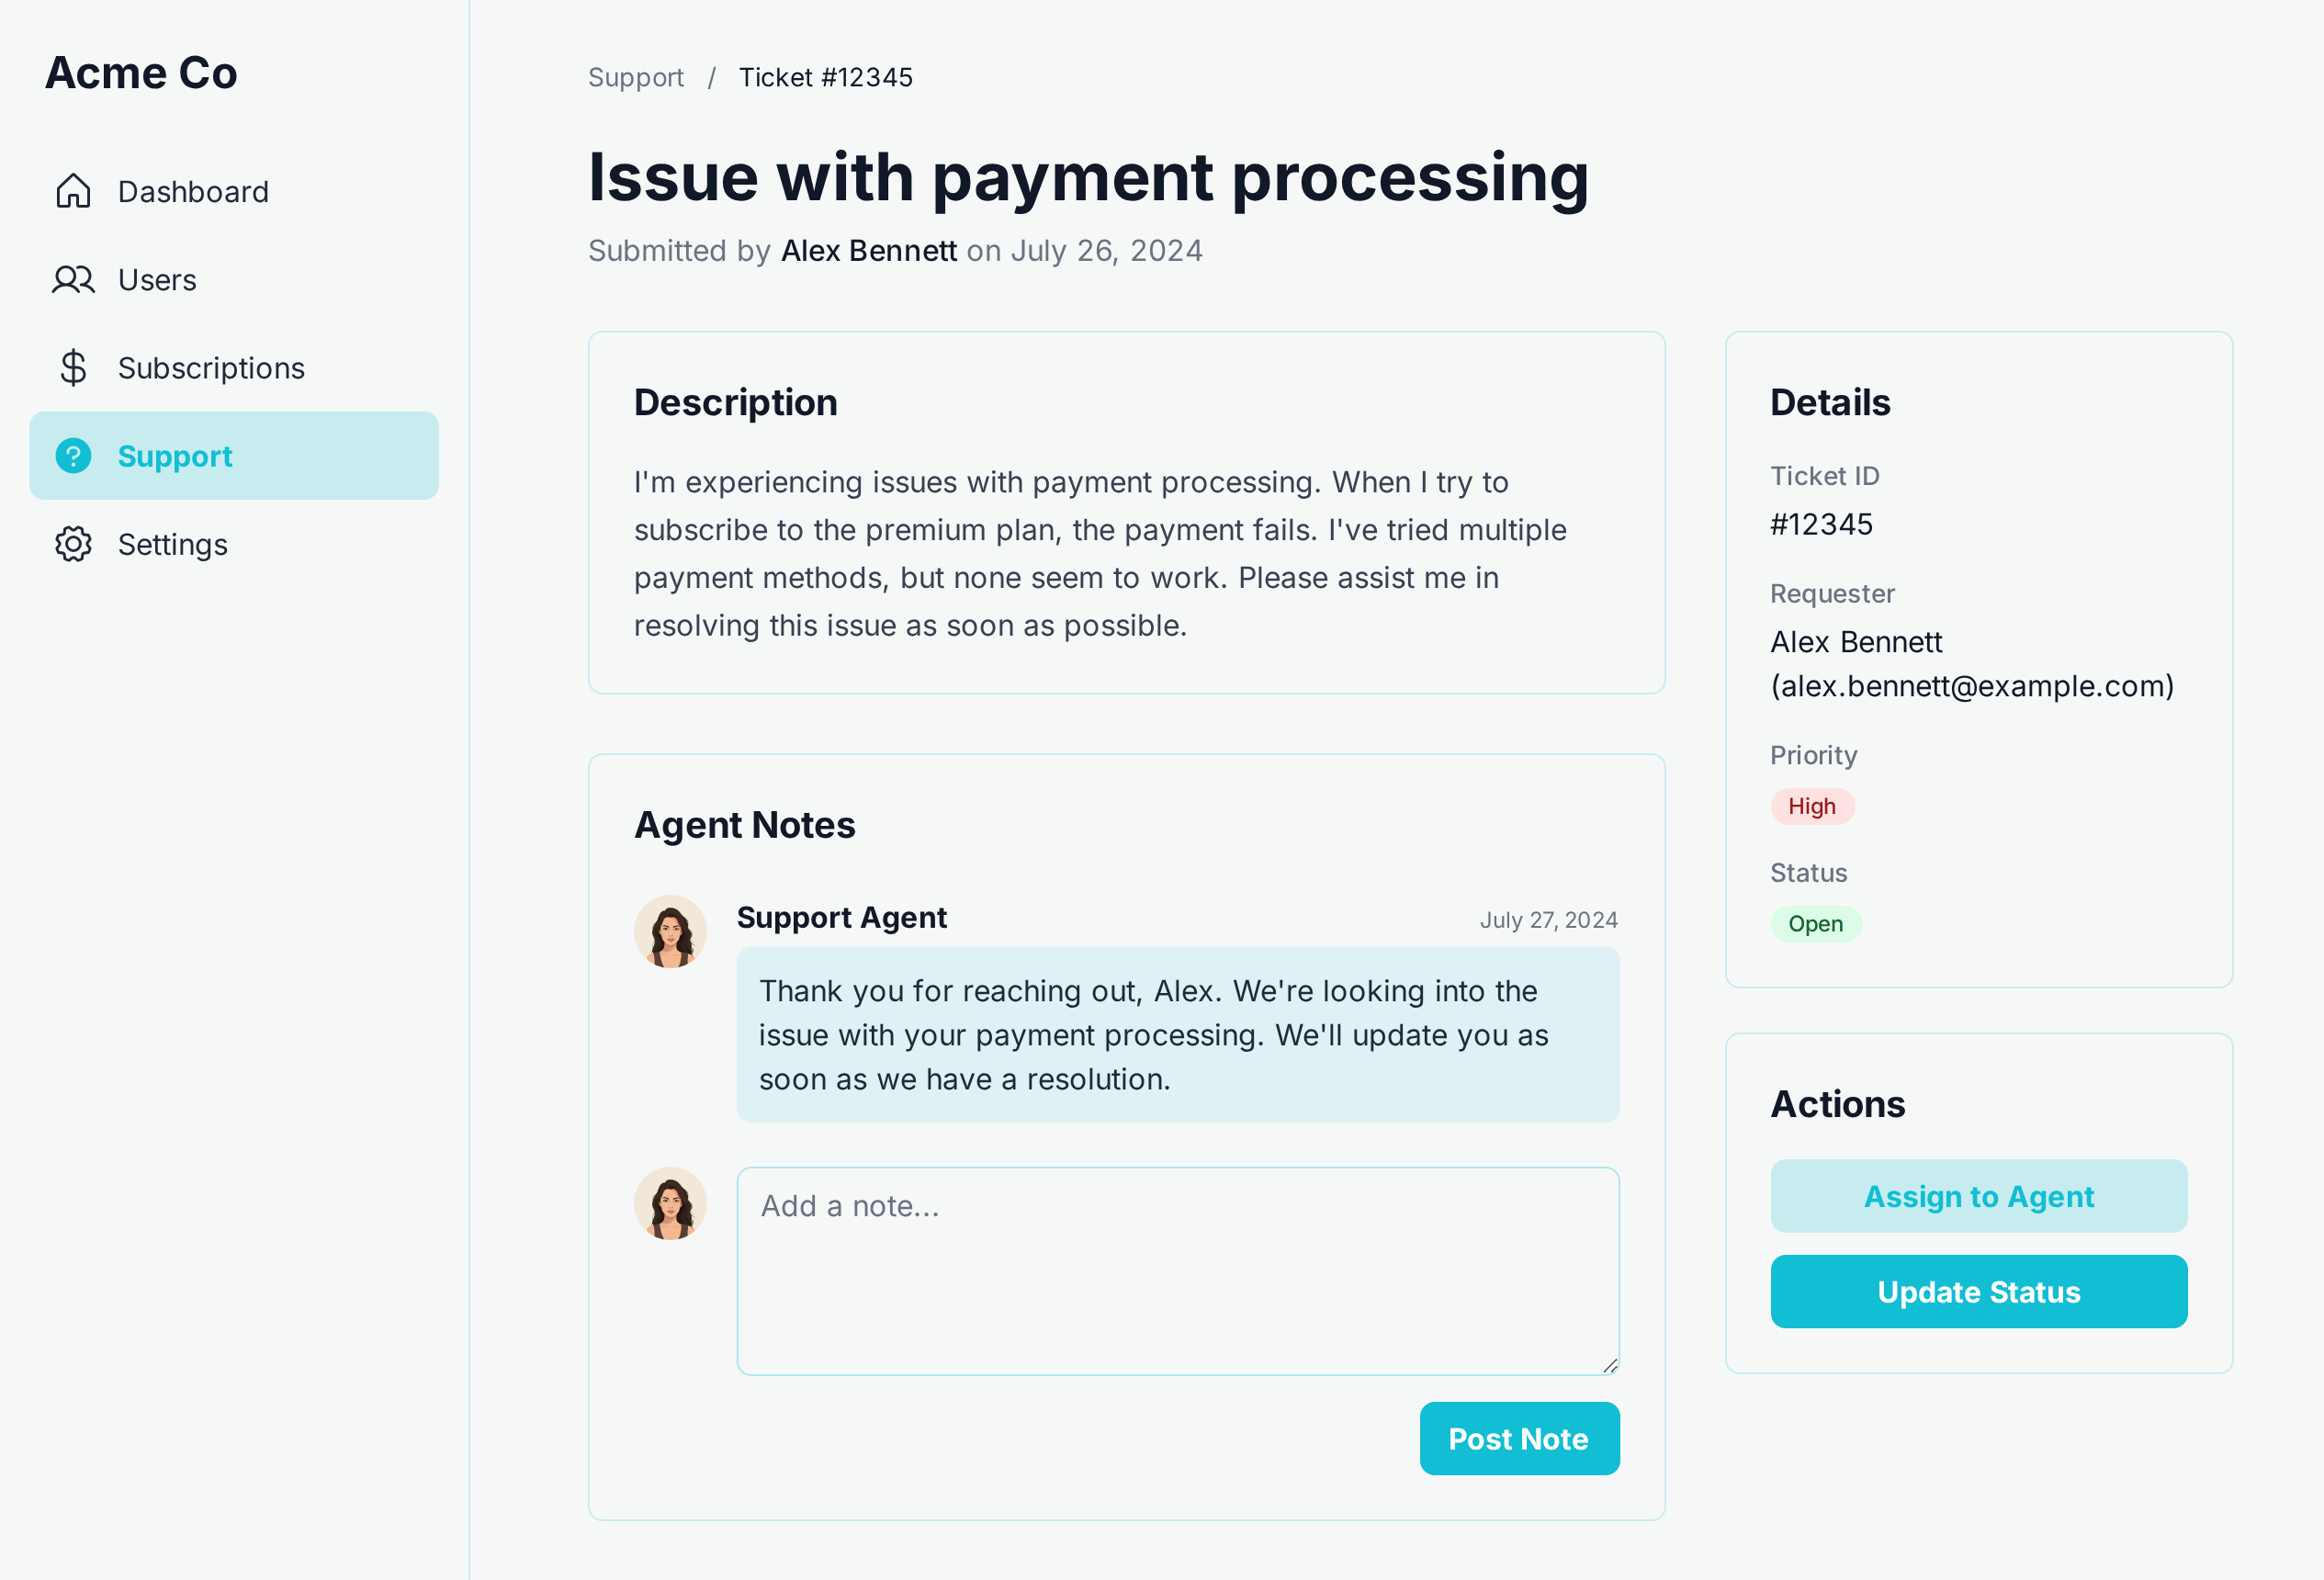 Acme Co
Dashboard
Users
Subscriptions
Support
Settings
Support / Ticket #12345
Issue with payment processing
Submitted by Alex Bennett on July 26, 2024
Description
I'm experiencing issues with payment processing. When I try to
subscribe to the premium plan, the payment fails. I've tried multiple
payment methods, but none seem to work. Please assist me in
resolving this issue as soon as possible.
Agent Notes
Support Agent
July 27, 2024
Thank you for reaching out, Alex. We're looking into the
issue with your payment processing. We'll update you as
soon as we have a resolution.
Add a note...
Post Note
Details
Ticket ID
#12345
Requester
Alex Bennett
(alex.bennett@example.com)
Priority
High
Status
Open
Actions
Assign to Agent
Update Status